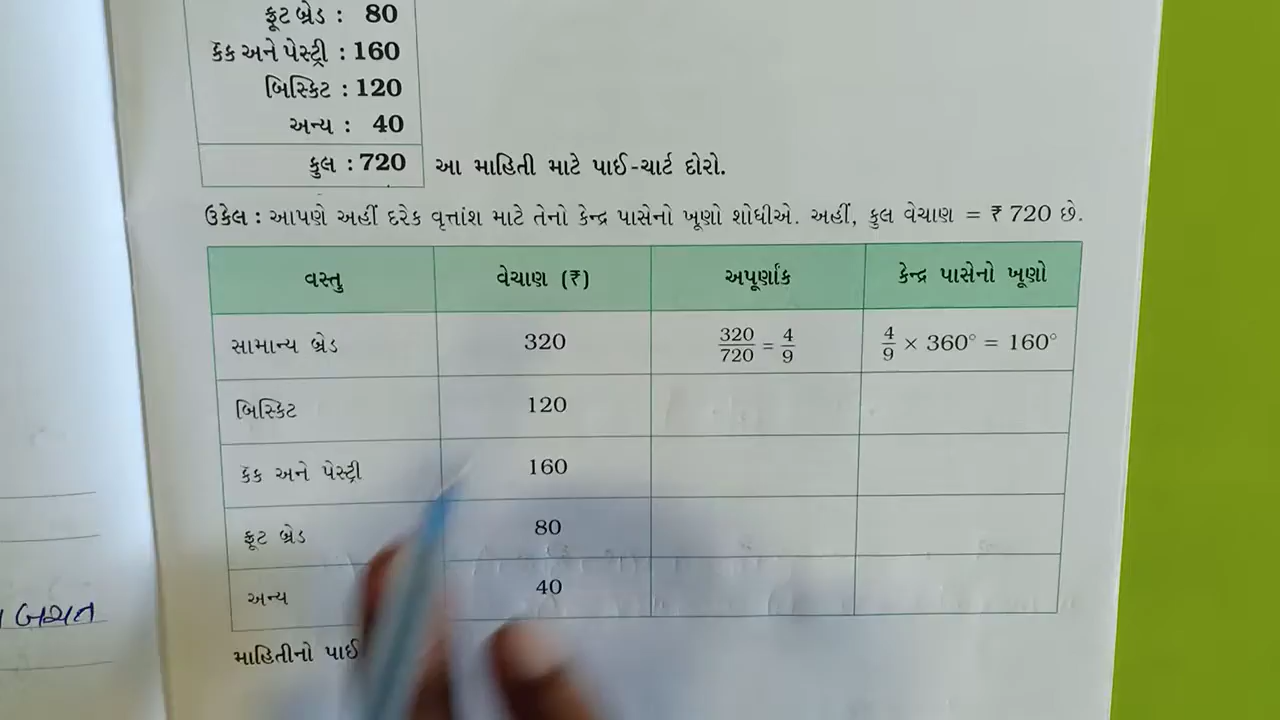 ફ્રૂટ બ્રેડ : 80
કેક અને પેસ્ટ્રી : 160
બિસ્કિટ : 120
અન્ય : 40
કુલ : 720 આ માહિતી માટે પાઈ-ચાર્ટ દોરો.
ઉકેલ : આપણે અહીં દરેક વૃત્તાંશ માટે તેનો કેન્દ્ર પાસેનો ખૂણો શોધીએ. અહીં, કુલ વેચાણ = ₹ 720 છે.
વસ્તુ વેચાણ (₹) અપૂર્ણાંક કેન્દ્ર પાસેનો ખૂણો
સામાન્ય બ્રેડ 320 320/720 = 4/9 4/9 × 360° = 160°
બિસ્કિટ 120
કેક અને પેસ્ટ્રી 160
ફ્રૂટ બ્રેડ 80
અન્ય 40
માહિતીનો પાઈ
બચત